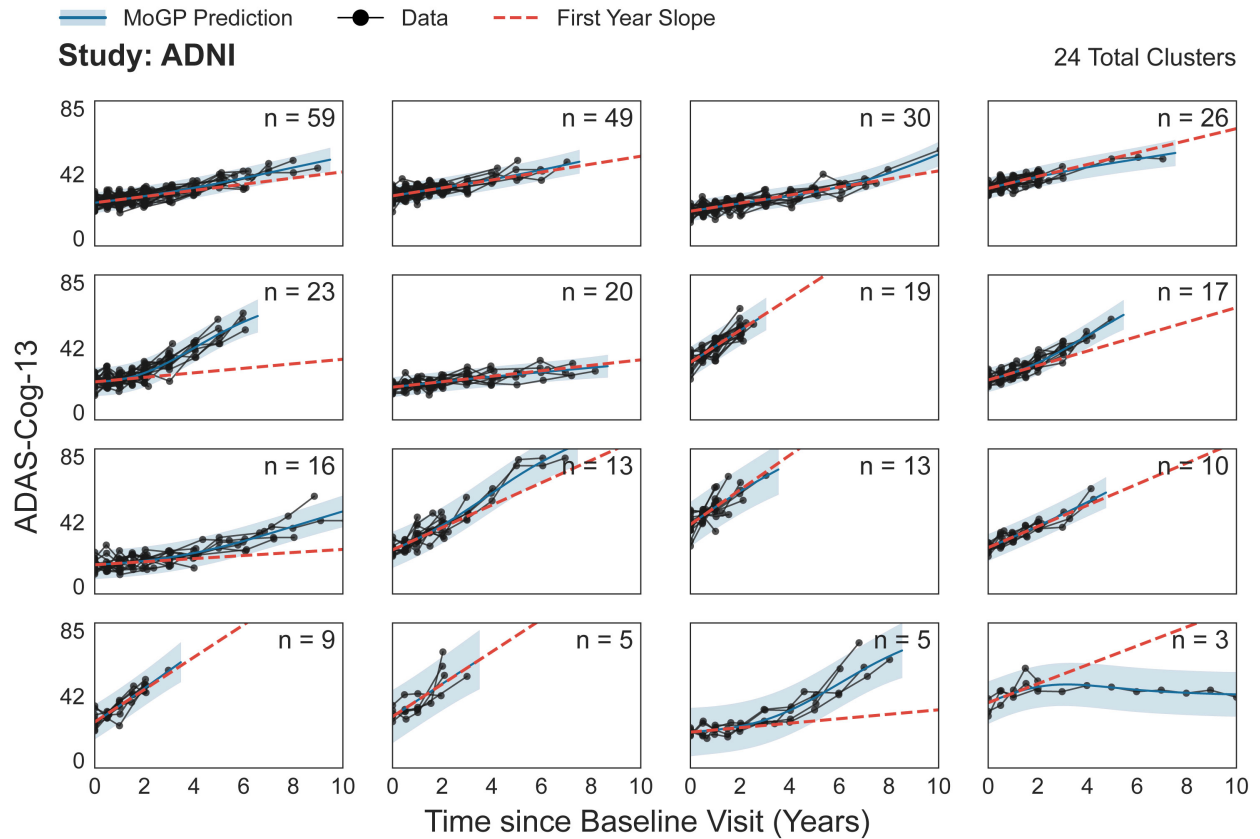 MoGP Prediction Data First Year Slope
Study: ADNI 24 Total Clusters
85 n = 59 n = 49 n = 30 n = 26
42
0
85 n = 23 n = 20 n = 19 n = 17
42
0
85 n = 16 n = 13 n = 13 n = 10
42
0
85 n = 9 n = 5 n = 5 n = 3
42
0
ADAS-Cog-13
0 2 4 6 8 10 0 2 4 6 8 10 0 2 4 6 8 10 0 2 4 6 8 10
Time since Baseline Visit (Years)